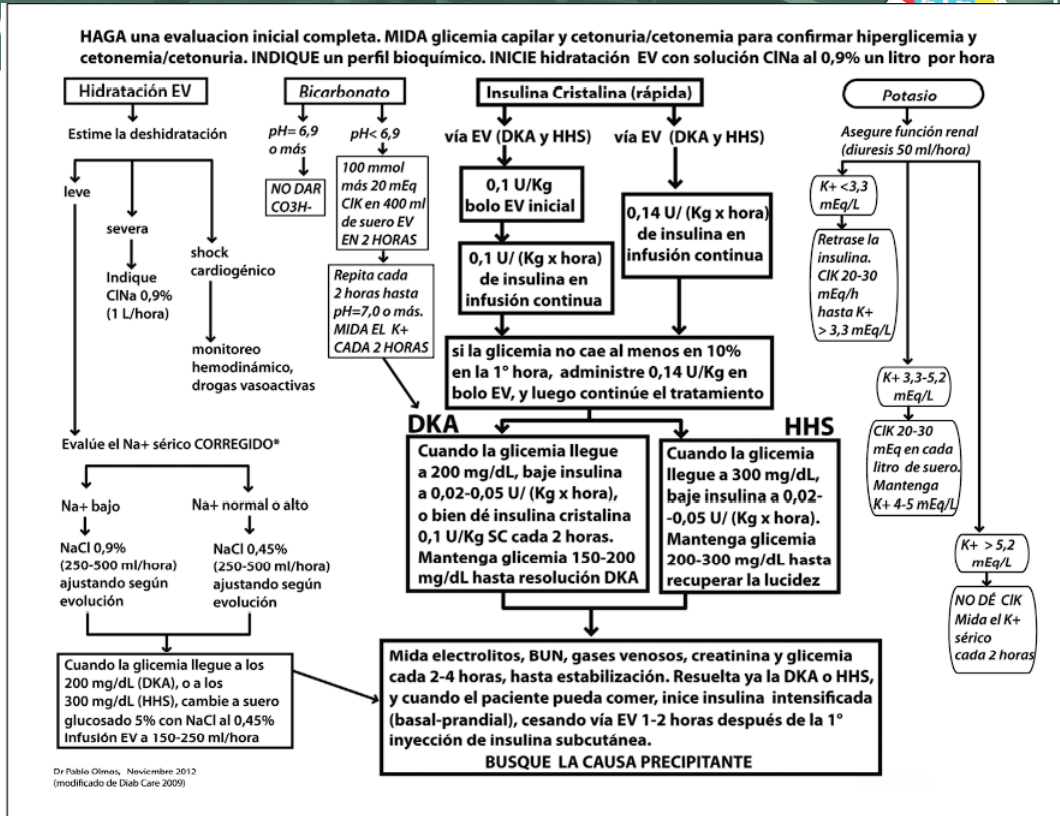 HAGA una evaluacion inicial completa. MIDA glicemia capilar y cetonuria/cetonemia para confirmar hiperglicemia y
cetonemia/cetonuria. INDIQUE un perfil bioquímico. INICIE hidratación EV con solución ClNa al 0,9% un litro por hora
Hidratación EV
Estime la deshidratación
leve
severa
Indique
ClNa 0,9%
(1 L/hora)
shock
cardiogénico
monitoreo
hemodinámico,
drogas vasoactivas
Evalúe el Na+ sérico CORREGIDO*
Na+ bajo
NaCl 0,9%
(250-500 ml/hora)
ajustando según
evolución
Na+ normal o alto
NaCl 0,45%
(250-500 ml/hora)
ajustando según
evolución
Cuando la glicemia llegue a los
200 mg/dL (DKA), o a los
300 mg/dL (HHS), cambie a suero
glucosado 5% con NaCl al 0,45%
Infusión EV a 150-250 ml/hora
Bicarbonato
pH= 6,9
o más
NO DAR
CO3H-
pH< 6,9
100 mmol
más 20 mEq
ClK en 400 ml
de suero EV
EN 2 HORAS
Repita cada
2 horas hasta
pH=7,0 o más.
MIDA EL K+
CADA 2 HORAS
Insulina Cristalina (rápida)
vía EV (DKA y HHS)
0,1 U/Kg
bolo EV inicial
0,1 U/ (Kg x hora)
de insulina en
infusión continua
vía EV (DKA y HHS)
0,14 U/ (Kg x hora)
de insulina en
infusión continua
si la glicemia no cae al menos en 10%
en la 1° hora, administre 0,14 U/Kg en
bolo EV, y luego continúe el tratamiento
DKA
Cuando la glicemia llegue
a 200 mg/dL, baje insulina
a 0,02-0,05 U/ (Kg x hora),
o bien dé insulina cristalina
0,1 U/Kg SC cada 2 horas.
Mantenga glicemia 150-200
mg/dL hasta resolución DKA
HHS
Cuando la glicemia
llegue a 300 mg/dL,
baje insulina a 0,02-
-0,05 U/ (Kg x hora).
Mantenga glicemia
200-300 mg/dL hasta
recuperar la lucidez
Mida electrolitos, BUN, gases venosos, creatinina y glicemia
cada 2-4 horas, hasta estabilización. Resuelta ya la DKA o HHS,
y cuando el paciente pueda comer, inice insulina intensificada
(basal-prandial), cesando vía EV 1-2 horas después de la 1°
inyección de insulina subcutánea.
BUSQUE LA CAUSA PRECIPITANTE
Potasio
Asegure función renal
(diuresis 50 ml/hora)
K+ <3,3
mEq/L
Retrase la
insulina.
ClK 20-30
mEq/h
hasta K+
> 3,3 mEq/L
K+ 3,3-5,2
mEq/L
ClK 20-30
mEq en cada
litro de suero.
Mantenga
K+ 4-5 mEq/L
K+ > 5,2
mEq/L
NO DÉ ClK
Mida el K+
sérico
cada 2 horas
Dr Pablo Olmos, Noviembre 2012
(modificado de Diab Care 2009)